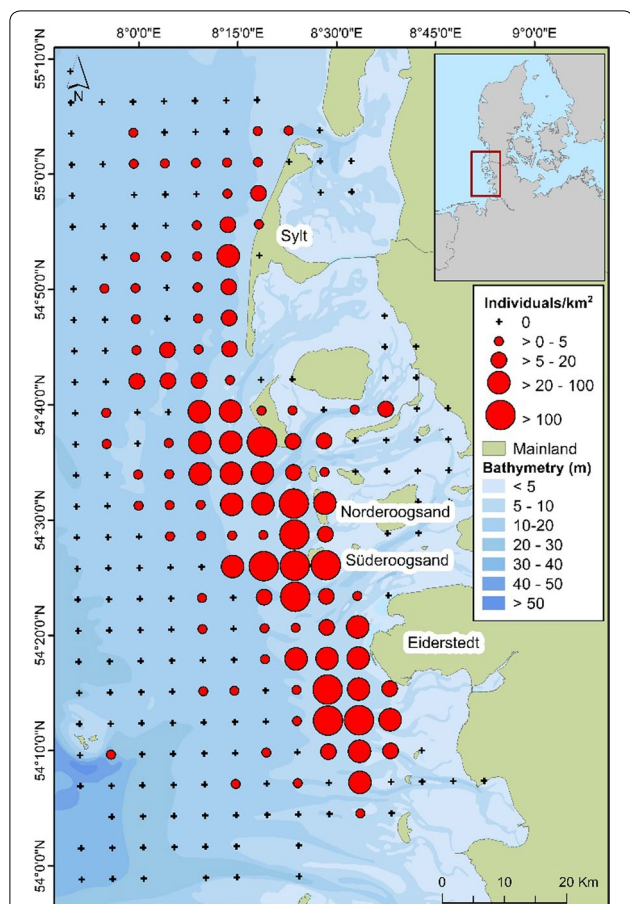 8°0'0"E 8°15'0"E 8°30'0"E 8°45'0"E 9°0'0"E
55°10'0"N
N
55°0'0"N
Sylt
54°50'0"N
Individuals/km²
0
> 0 - 5
> 5 - 20
> 20 - 100
> 100
Mainland
Bathymetry (m)
< 5
5 - 10
10-20
20 - 30
30 - 40
40 - 50
> 50
54°40'0"N
54°30'0"N
Norderoogsand
Süderoogsand
54°20'0"N
Eiderstedt
54°10'0"N
54°0'0"N
0 5 10 20 Km